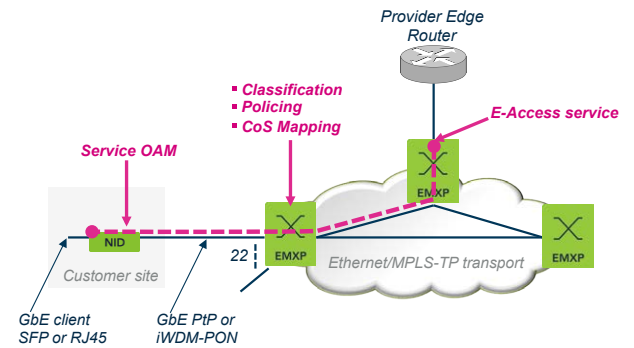 Provider Edge
Router
▪ Classification
▪ Policing
▪ CoS Mapping
E-Access service
Service OAM
EMXP
NID
22
EMXP
EMXP
Ethernet/MPLS-TP transport
Customer site
GbE client
SFP or RJ45
GbE PtP or
iWDM-PON